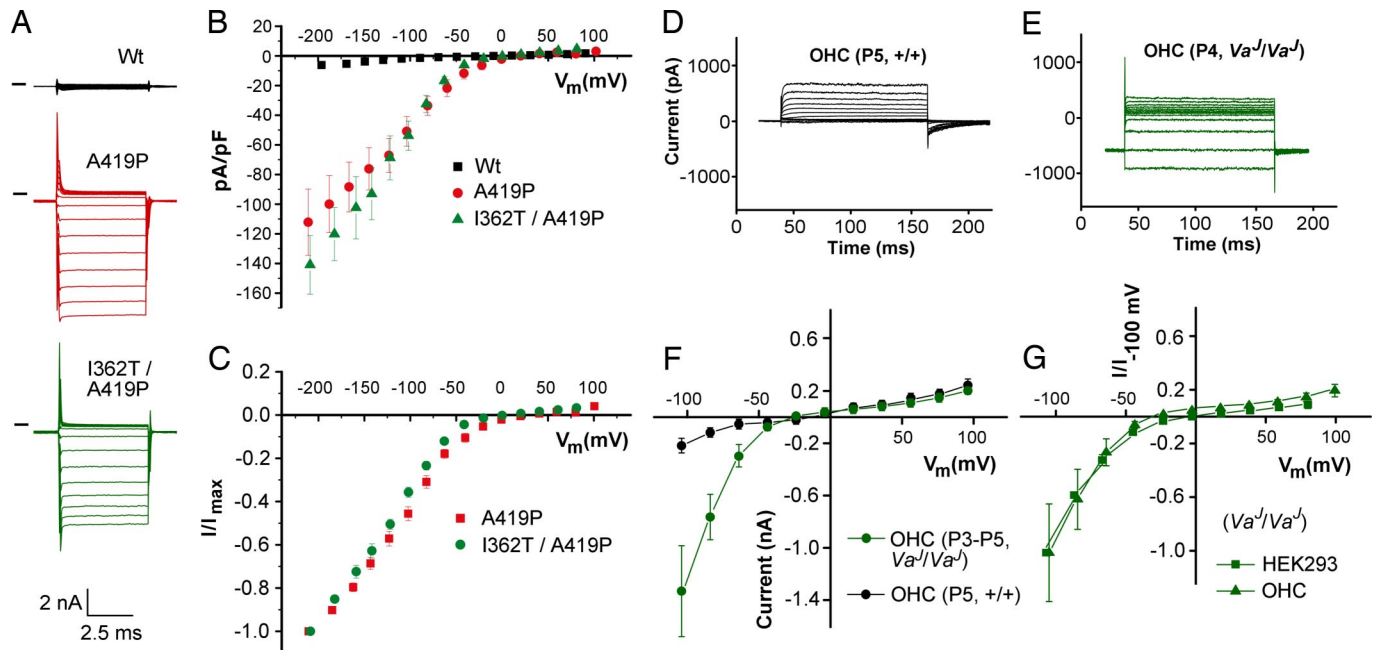 A
Wt
A419P
I362T /
A419P
2 nA
2.5 ms
B
20
0
-20
-40
-60
-80
-100
-120
-140
-160
pA/pF
-200 -150 -100 -50 0 50 100
Vm(mV)
Wt
A419P
I362T / A419P
C
0.2
0.0
-0.2
-0.4
-0.6
-0.8
-1.0
I/Imax
-200 -150 -100 -50 0 50 100
Vm(mV)
A419P
I362T / A419P
D
OHC (P5, +/+)
Current (pA)
1000
0
-1000
0 50 100 150 200
Time (ms)
E
OHC (P4, VaJ/VaJ)
1000
0
-1000
0 50 100 150 200
Time (ms)
F
0.6
0.2
-0.6
-1.0
-1.4
Current (nA)
-100 -50 50 100
Vm(mV)
OHC (P3-P5,
VaJ/VaJ)
OHC (P5, +/+)
G
I/I-100 mV
0.6
0.2
-0.6
-1.0
-100 -50 50 100
Vm(mV)
(VaJ/VaJ)
HEK293
OHC